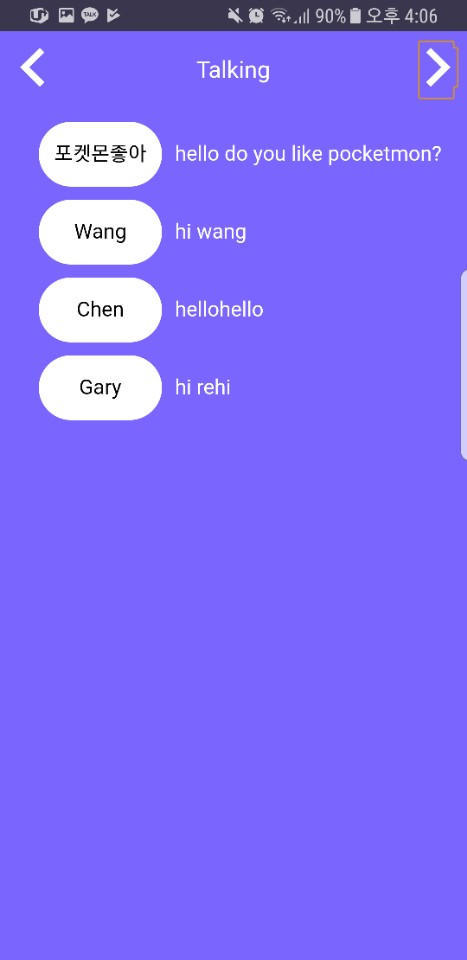 TALK 90% 오후 4:06
Talking
포켓몬좋아 hello do you like pocketmon?
Wang hi wang
Chen hellohello
Gary hi rehi